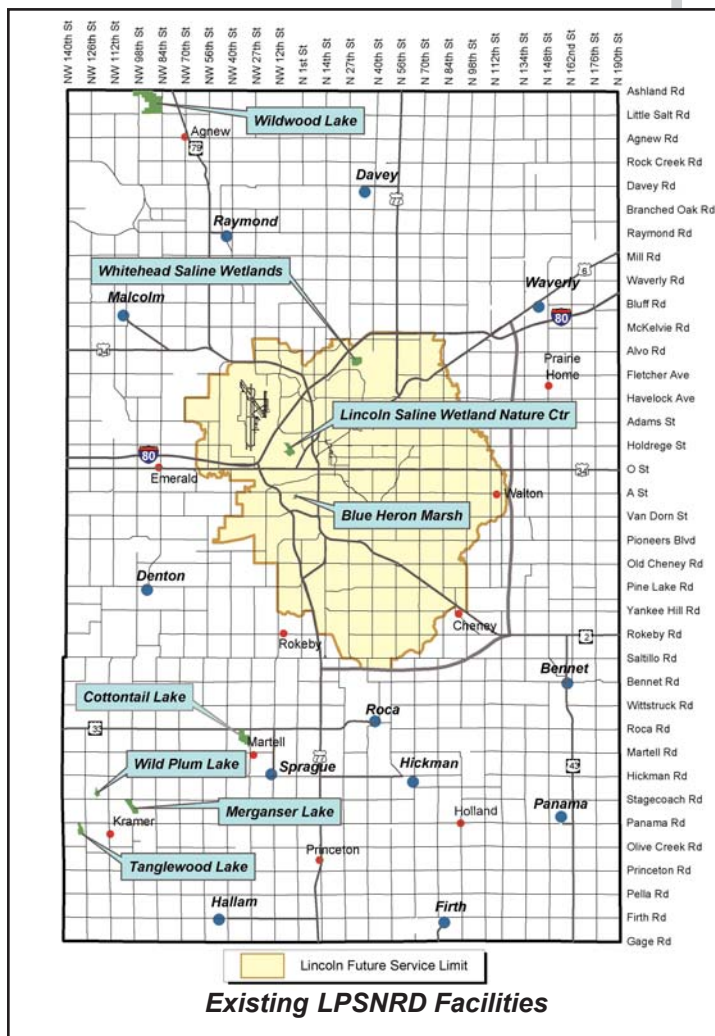 NW 140th St
NW 126th St
NW 112th St
NW 98th St
NW 84th St
NW 70th St
NW 56th St
NW 40th St
NW 27th St
NW 12th St
N 1st St
N 14th St
N 27th St
N 40th St
N 56th St
N 70th St
N 84th St
N 98th St
N 112th St
N 134th St
N 148th St
N 162nd St
N 176th St
N 190th St
Ashland Rd
Little Salt Rd
Agnew Rd
Rock Creek Rd
Davey Rd
Branched Oak Rd
Raymond Rd
Mill Rd
Waverly Rd
Bluff Rd
McKelvie Rd
Alvo Rd
Fletcher Ave
Havelock Ave
Adams St
Holdrege St
O St
A St
Van Dorn St
Pioneers Blvd
Old Cheney Rd
Pine Lake Rd
Yankee Hill Rd
Rokeby Rd
Saltillo Rd
Bennet Rd
Wittstruck Rd
Roca Rd
Martell Rd
Hickman Rd
Stagecoach Rd
Panama Rd
Olive Creek Rd
Princeton Rd
Pella Rd
Firth Rd
Gage Rd
Wildwood Lake
Agnew
79
Davey
77
Raymond
6
Whitehead Saline Wetlands
Waverly
Malcolm
80
34
Prairie
Home
Lincoln Saline Wetland Nature Ctr
80
Emerald
34
Walton
Blue Heron Marsh
Denton
Cheney
Rokeby
2
Bennet
Cottontail Lake
Roca
33
Martell
43
Wild Plum Lake
Sprague
77
Hickman
Merganser Lake
Kramer
Holland
Panama
Tanglewood Lake
Princeton
Hallam
Firth
Lincoln Future Service Limit
Existing LPSNRD Facilities